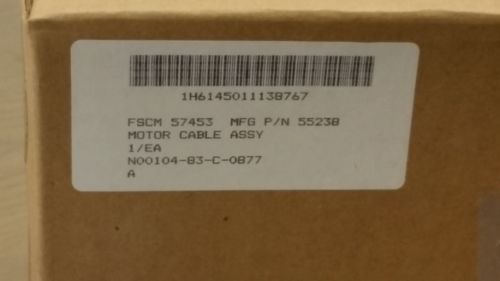 1H6145011138767
FSCM 57453 MFG P/N 55238
MOTOR CABLE ASSY
1/EA
N00104-83-C-0877
A